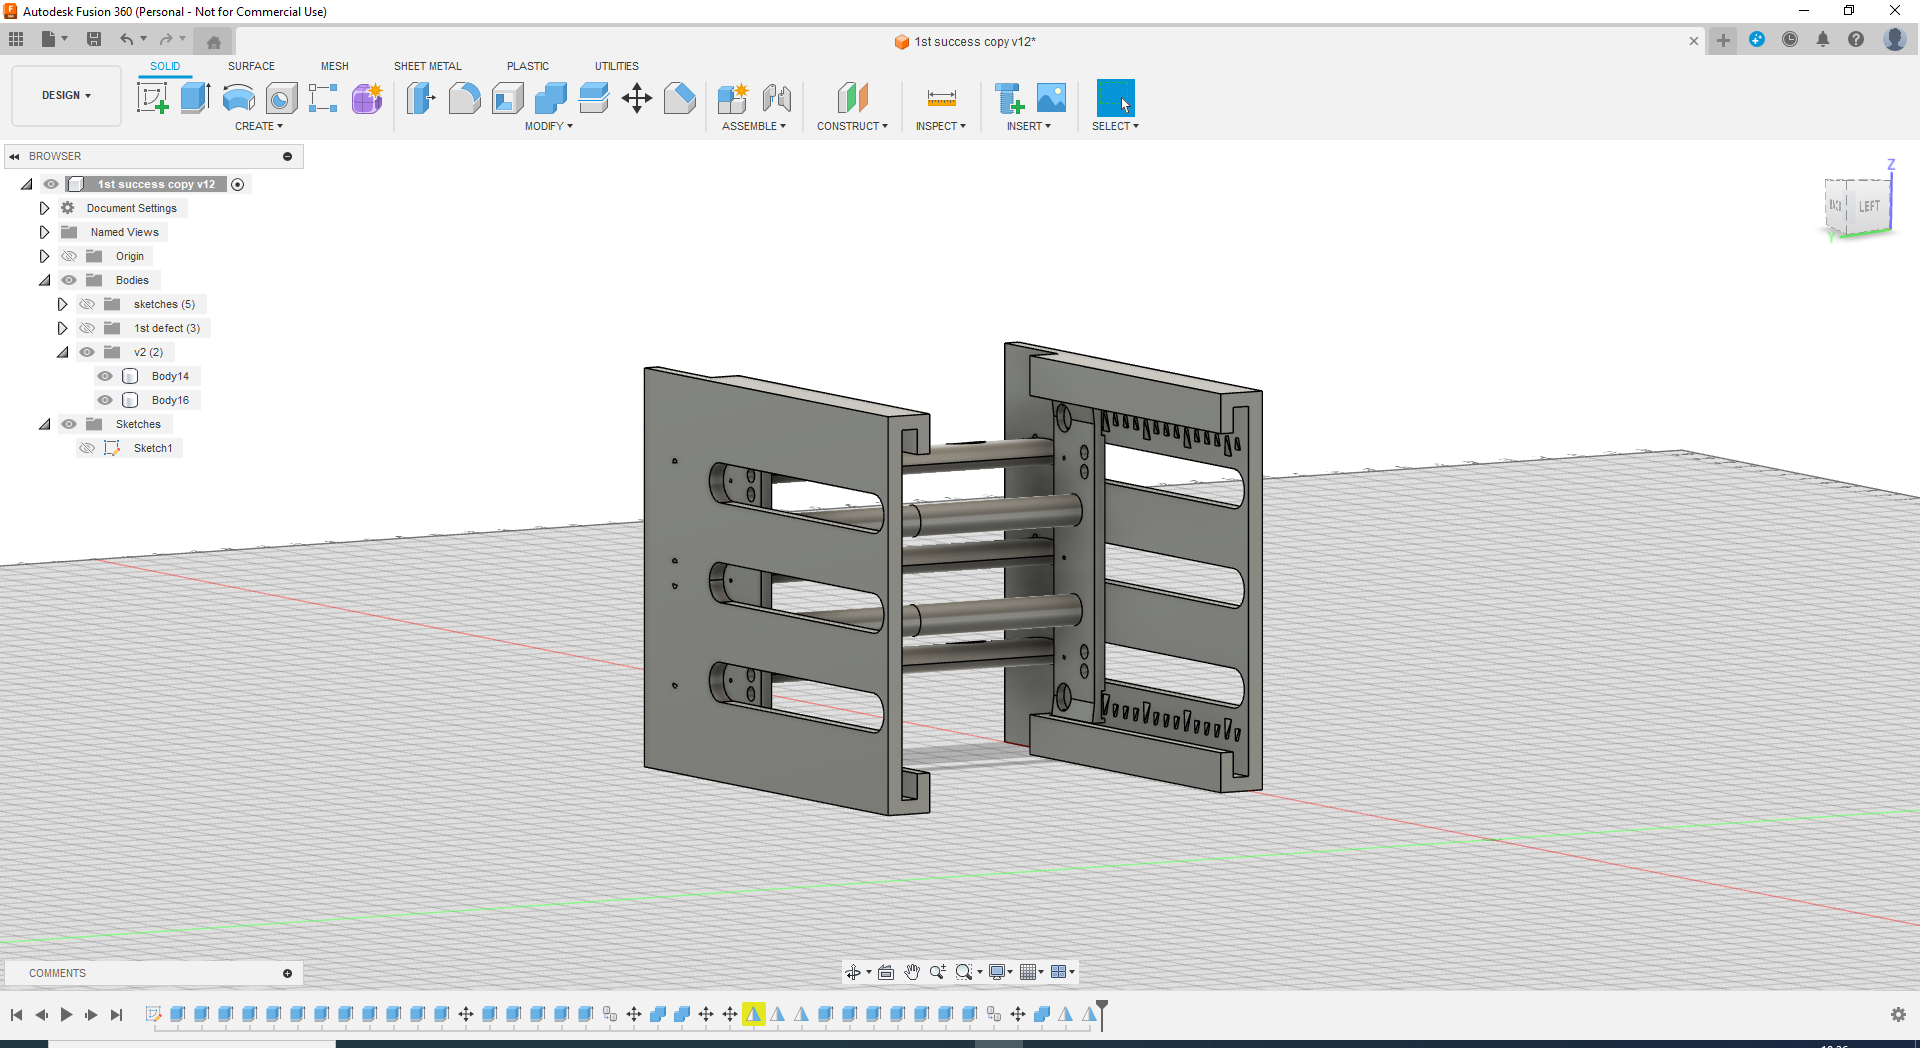 Autodesk Fusion 360 (Personal - Not for Commercial Use)
1st success copy v12*
SOLID SURFACE MESH SHEET METAL PLASTIC UTILITIES
DESIGN
CREATE MODIFY ASSEMBLE CONSTRUCT INSPECT INSERT SELECT
BROWSER
1st success copy v12
Document Settings
Named Views
Origin
Bodies
sketches (5)
1st defect (3)
v2 (2)
Body14
Body16
Sketches
Sketch1
Z
BACK LEFT
Y
COMMENTS